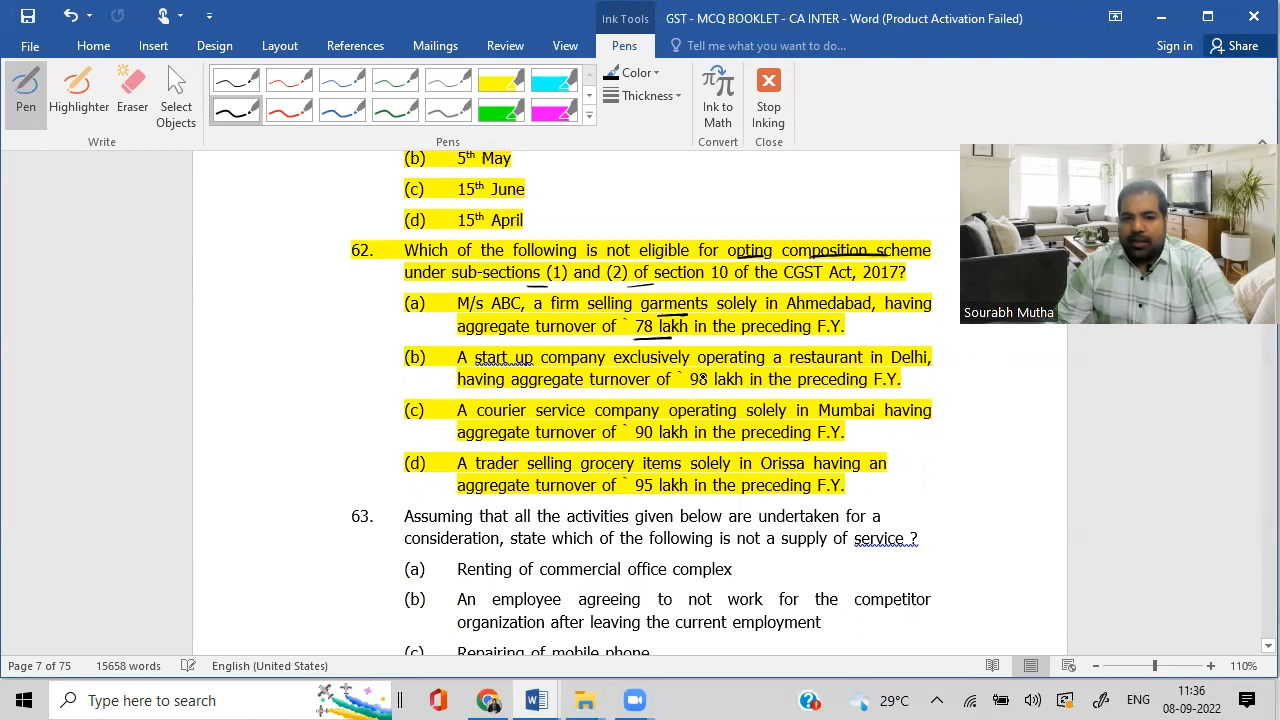 Ink Tools
GST - MCQ BOOKLET - CA INTER - Word (Product Activation Failed)
File Home Insert Design Layout References Mailings Review View Pens Tell me what you want to do... Sign in Share
Pen Highlighter Eraser Select Objects
Color
Thickness
Ink to Math
Stop Inking
Write Pens Convert Close
(b) 5th May
(c) 15th June
(d) 15th April
62. Which of the following is not eligible for opting composition scheme
under sub-sections (1) and (2) of section 10 of the CGST Act, 2017?
(a) M/s ABC, a firm selling garments solely in Ahmedabad, having
aggregate turnover of ` 78 lakh in the preceding F.Y.
(b) A start up company exclusively operating a restaurant in Delhi,
having aggregate turnover of ` 98 lakh in the preceding F.Y.
(c) A courier service company operating solely in Mumbai having
aggregate turnover of ` 90 lakh in the preceding F.Y.
(d) A trader selling grocery items solely in Orissa having an
aggregate turnover of ` 95 lakh in the preceding F.Y.
63. Assuming that all the activities given below are undertaken for a
consideration, state which of the following is not a supply of service ?
(a) Renting of commercial office complex
(b) An employee agreeing to not work for the competitor
organization after leaving the current employment
(c) Repairing of mobile phone
Sourabh Mutha
Page 7 of 75 15658 words English (United States) 110%
Type here to search
29°C ENG
11:36
08-09-2022